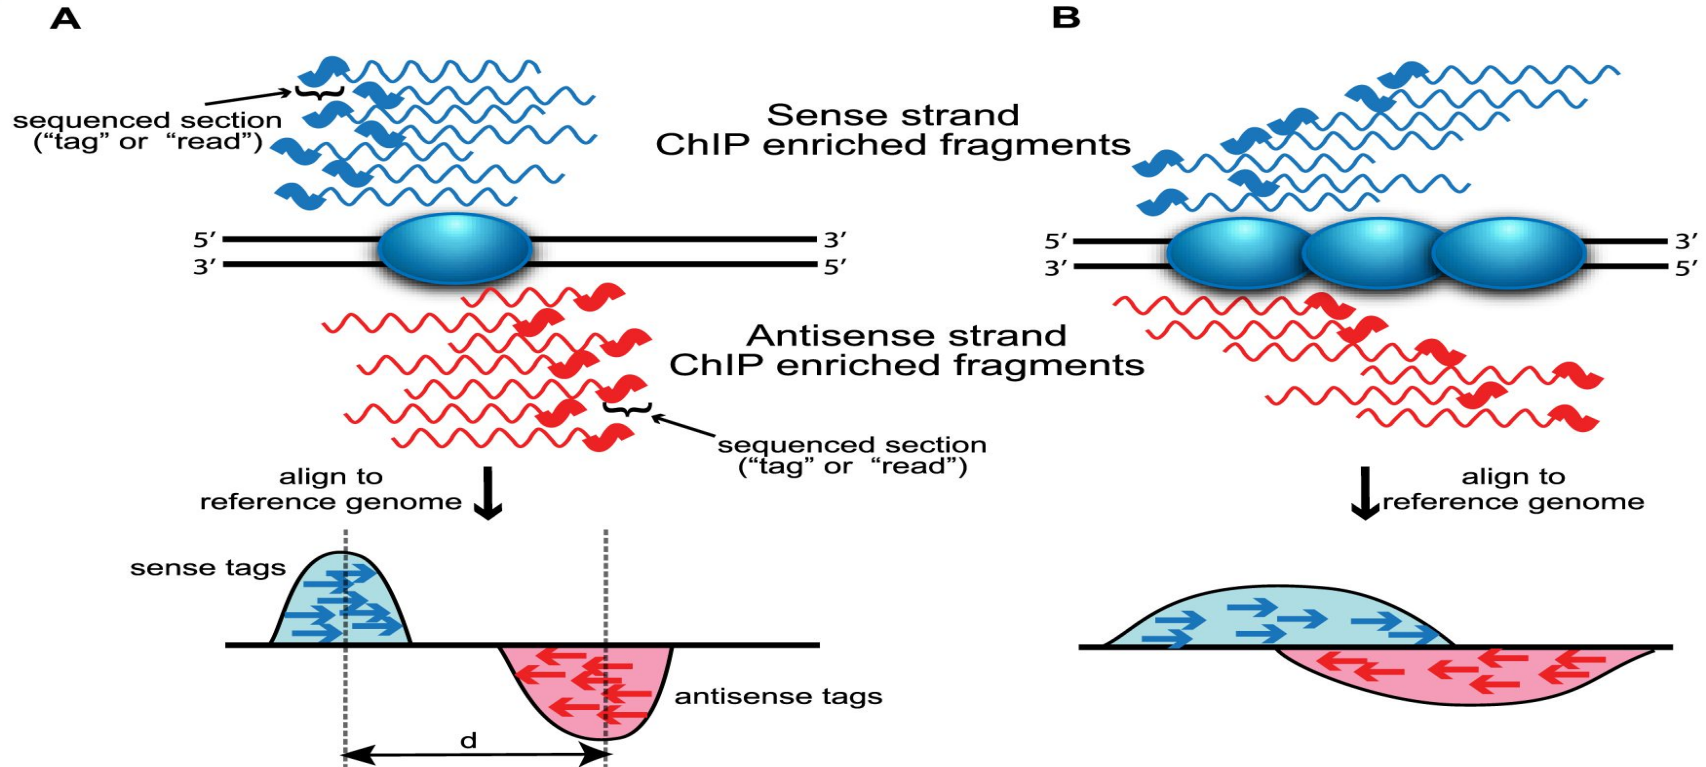 A
B
sequenced section
(“tag” or “read”)
Sense strand
ChIP enriched fragments
5’
3’
3’
5’
5’
3’
3’
5’
Antisense strand
ChIP enriched fragments
sequenced section
(“tag” or “read”)
align to
reference genome
align to
reference genome
sense tags
antisense tags
d